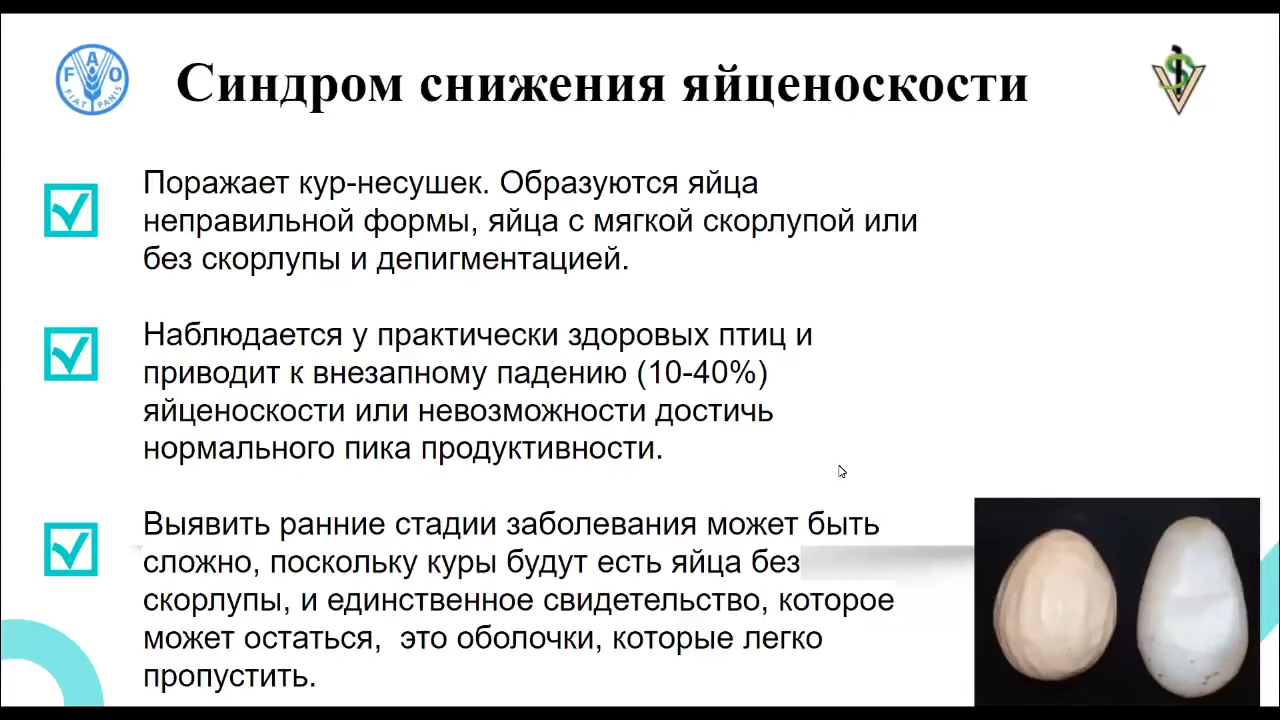 F A O
FIAT PANIS
Синдром снижения яйценоскости
Поражает кур-несушек. Образуются яйца
неправильной формы, яйца с мягкой скорлупой или
без скорлупы и депигментацией.
Наблюдается у практически здоровых птиц и
приводит к внезапному падению (10-40%)
яйценоскости или невозможности достичь
нормального пика продуктивности.
Выявить ранние стадии заболевания может быть
сложно, поскольку куры будут есть яйца без
скорлупы, и единственное свидетельство, которое
может остаться,  это оболочки, которые легко
пропустить.